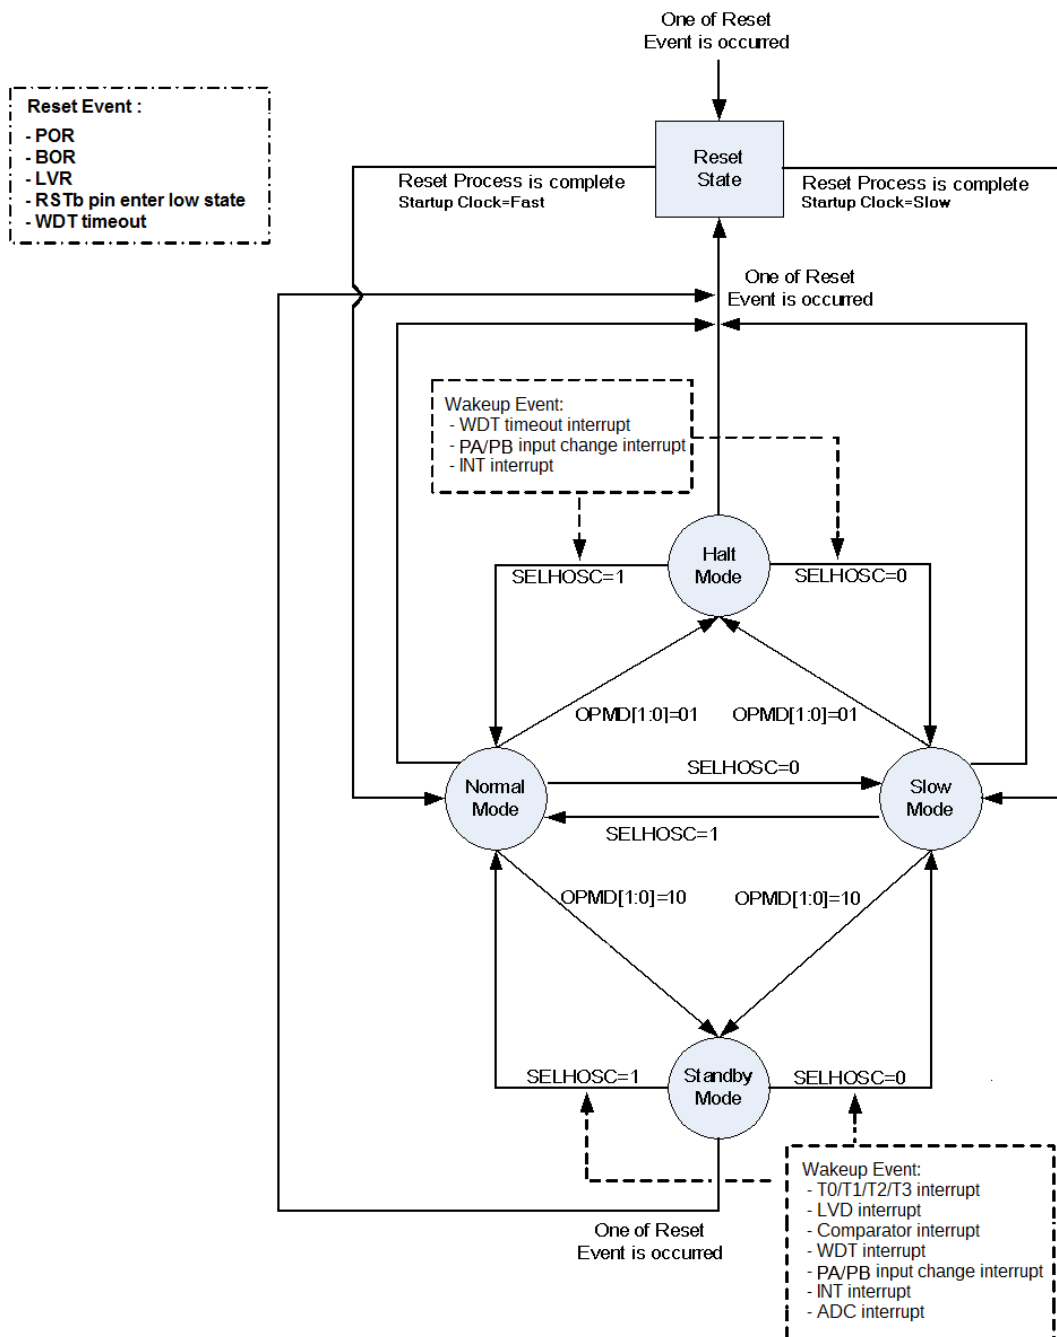 One of Reset
Event is occurred
Reset Event :
- POR
- BOR
- LVR
- RSTb pin enter low state
- WDT timeout
Reset
State
Reset Process is complete
Startup Clock=Fast
Reset Process is complete
Startup Clock=Slow
One of Reset
Event is occurred
Wakeup Event:
- WDT timeout interrupt
- PA/PB input change interrupt
- INT interrupt
Halt
Mode
SELHOSC=1
SELHOSC=0
OPMD[1:0]=01
OPMD[1:0]=01
Normal
Mode
SELHOSC=0
SELHOSC=1
Slow
Mode
OPMD[1:0]=10
OPMD[1:0]=10
Standby
Mode
SELHOSC=1
SELHOSC=0
One of Reset
Event is occurred
Wakeup Event:
- T0/T1/T2/T3 interrupt
- LVD interrupt
- Comparator interrupt
- WDT interrupt
- PA/PB input change interrupt
- INT interrupt
- ADC interrupt